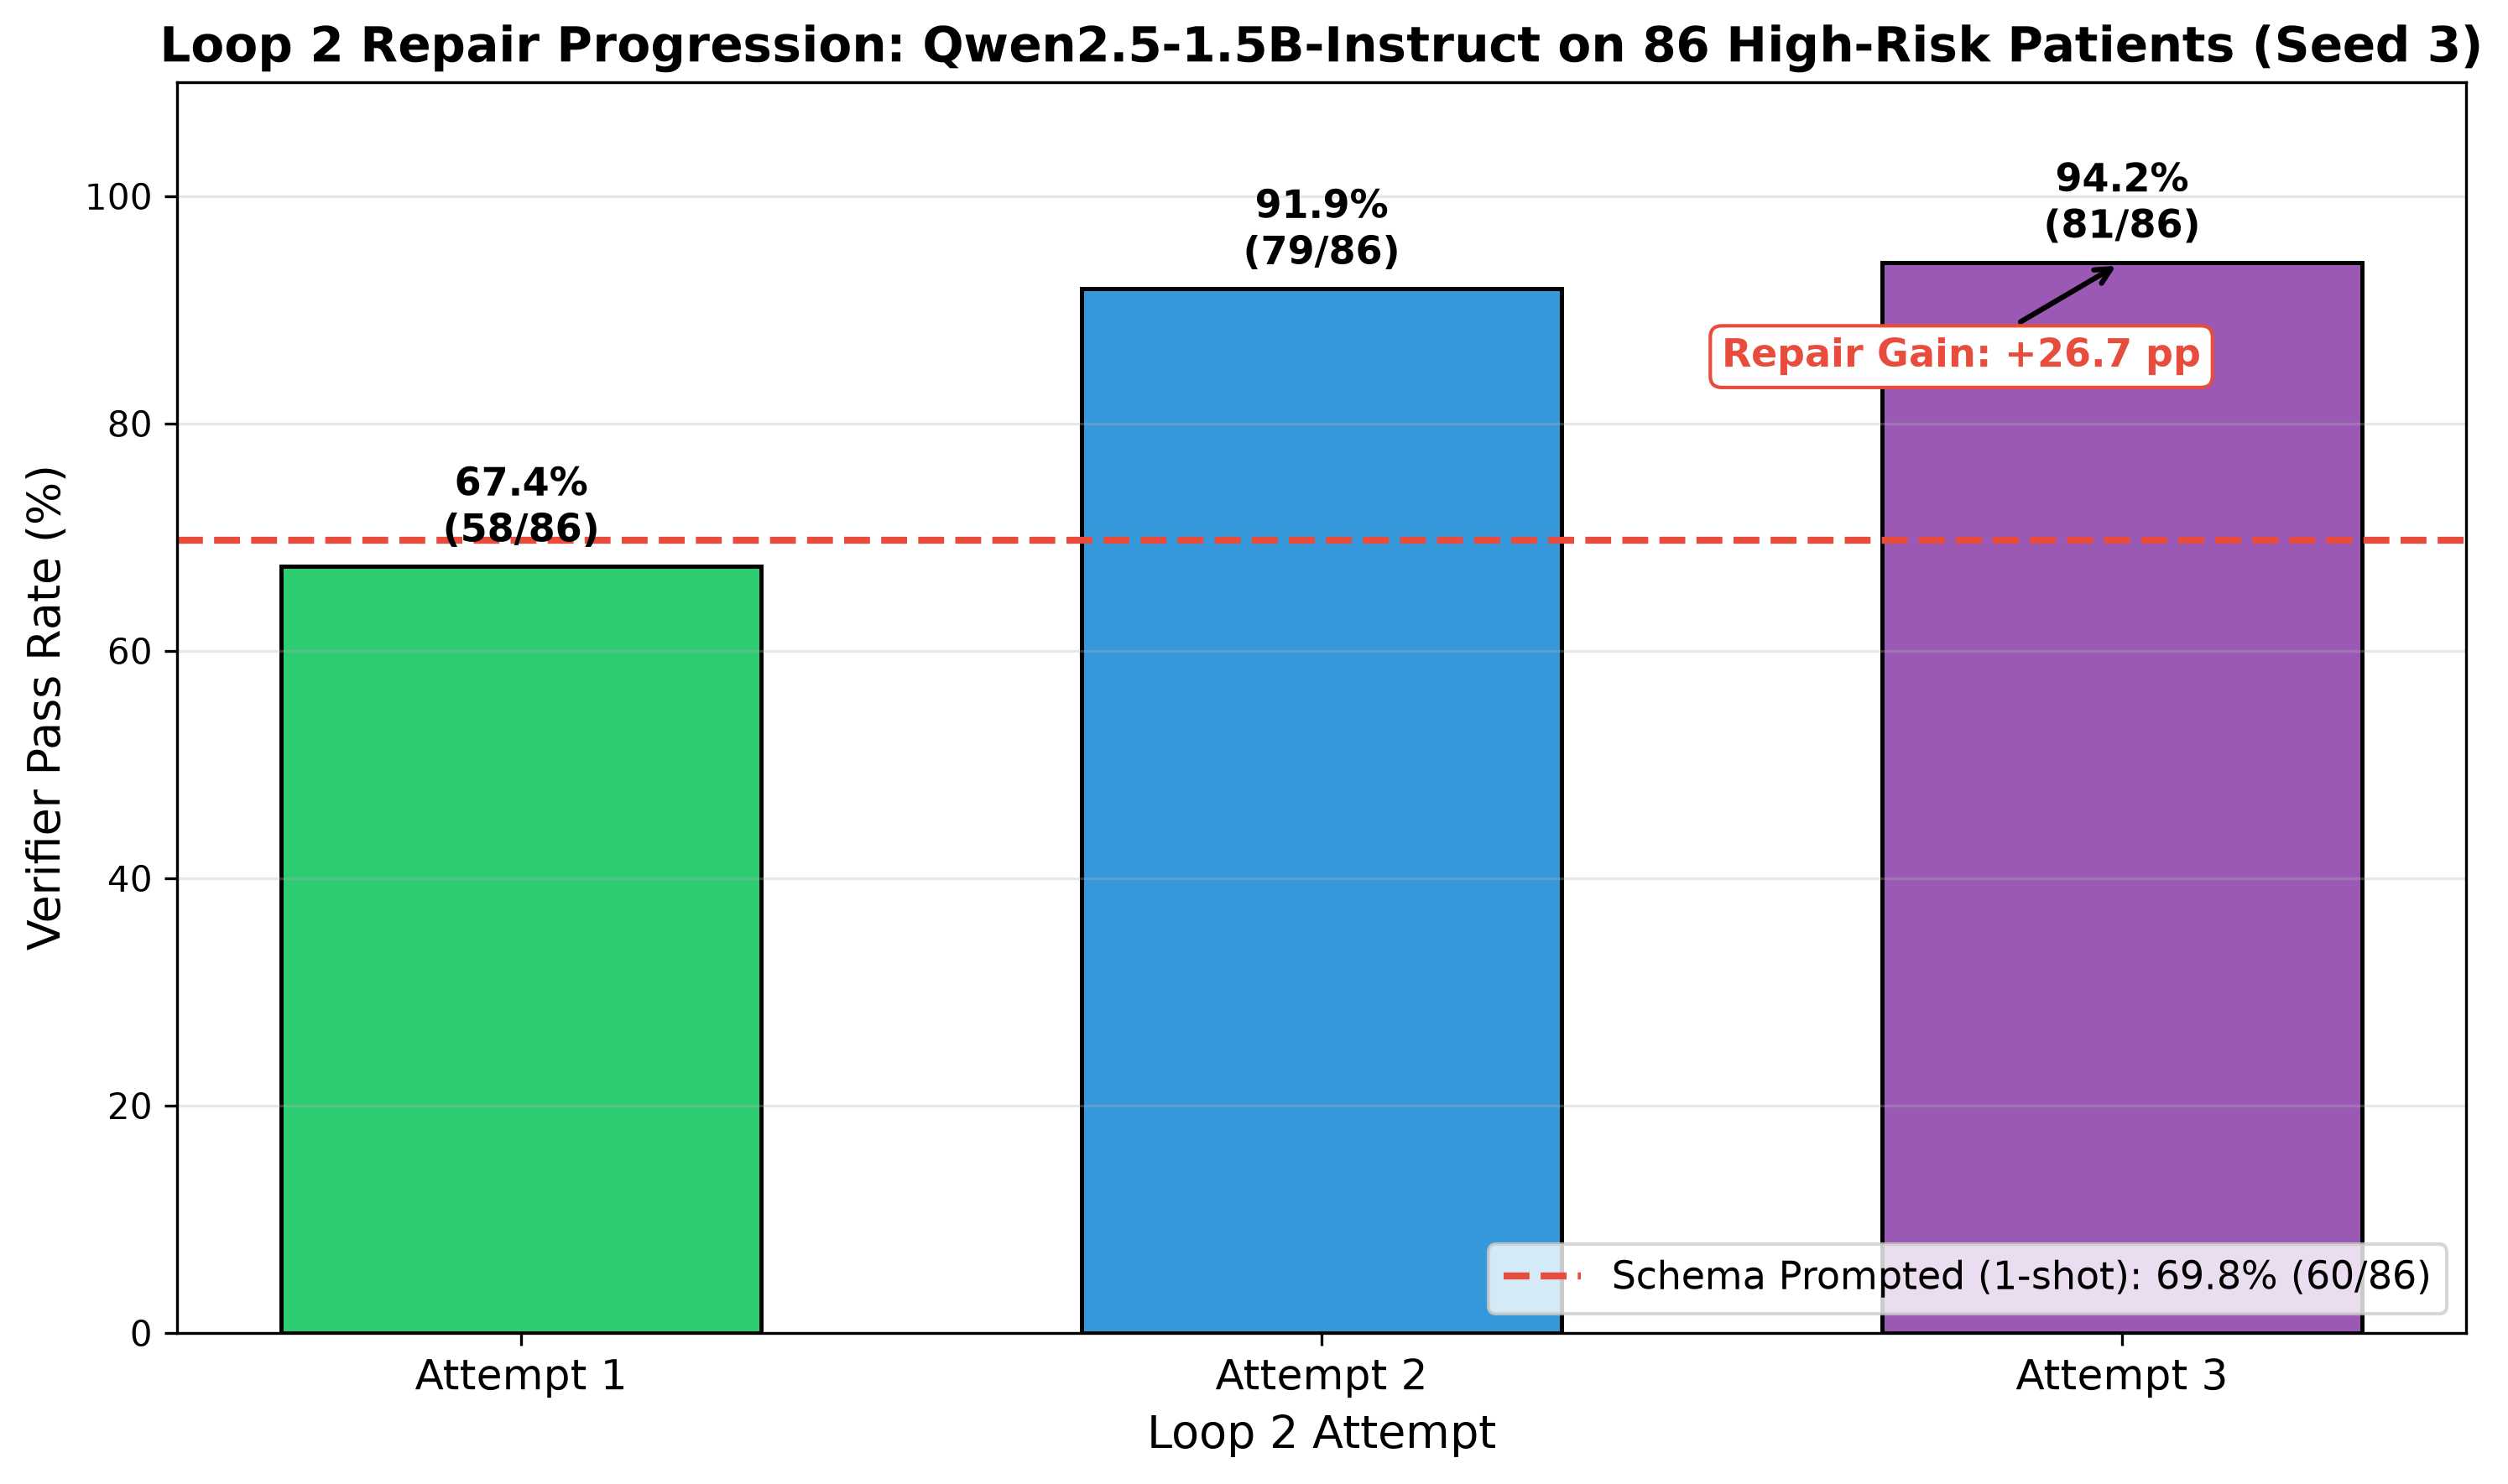 Loop 2 Repair Progression: Qwen2.5-1.5B-Instruct on 86 High-Risk Patients (Seed 3)
Verifier Pass Rate (%)
100
80
60
40
20
0
67.4%
(58/86)
91.9%
(79/86)
94.2%
(81/86)
Repair Gain: +26.7 pp
Schema Prompted (1-shot): 69.8% (60/86)
Attempt 1
Attempt 2
Attempt 3
Loop 2 Attempt